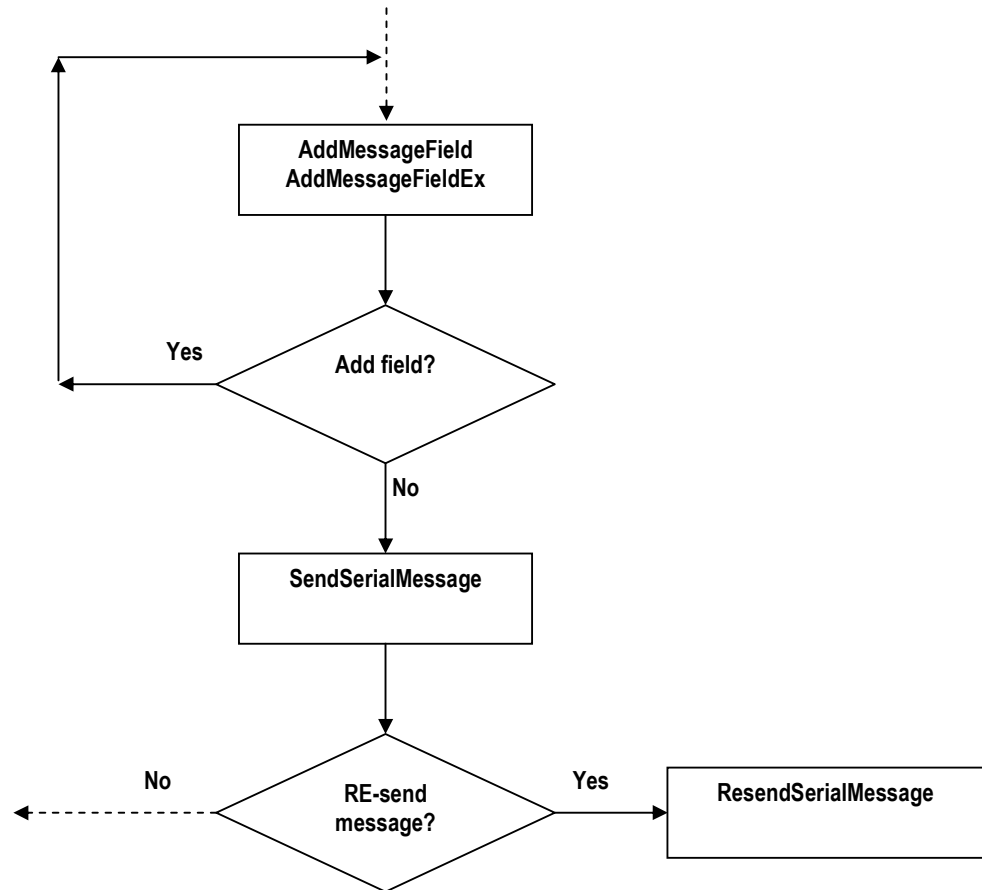 AddMessageField
AddMessageFieldEx
Yes
Add field?
No
SendSerialMessage
No
RE-send
message?
Yes
ResendSerialMessage